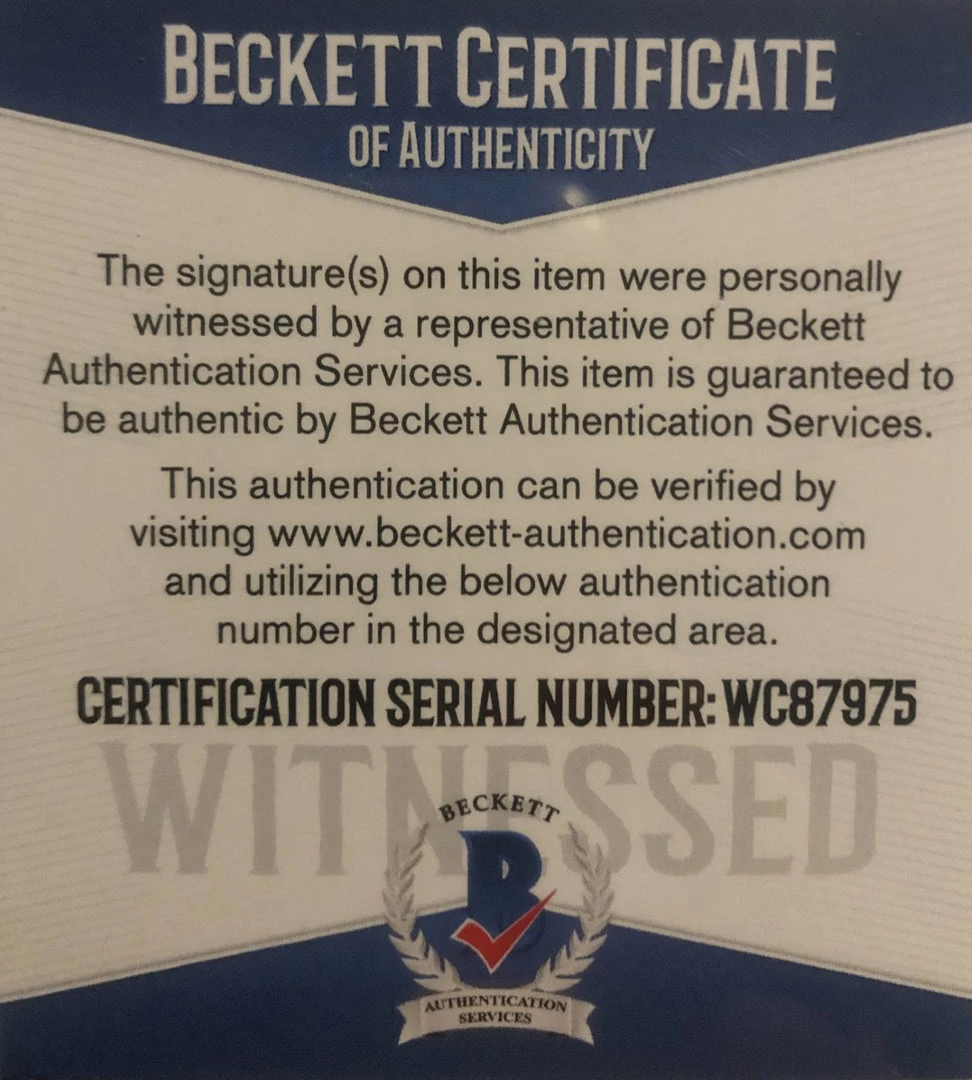 BECKETT CERTIFICATE
OF AUTHENTICITY
The signature(s) on this item were personally
witnessed by a representative of Beckett
Authentication Services. This item is guaranteed to
be authentic by Beckett Authentication Services.
This authentication can be verified by
visiting www.beckett-authentication.com
and utilizing the below authentication
number in the designated area.
CERTIFICATION SERIAL NUMBER: WC87975
WITNESSED
BECKETT
B
AUTHENTICATION
SERVICES